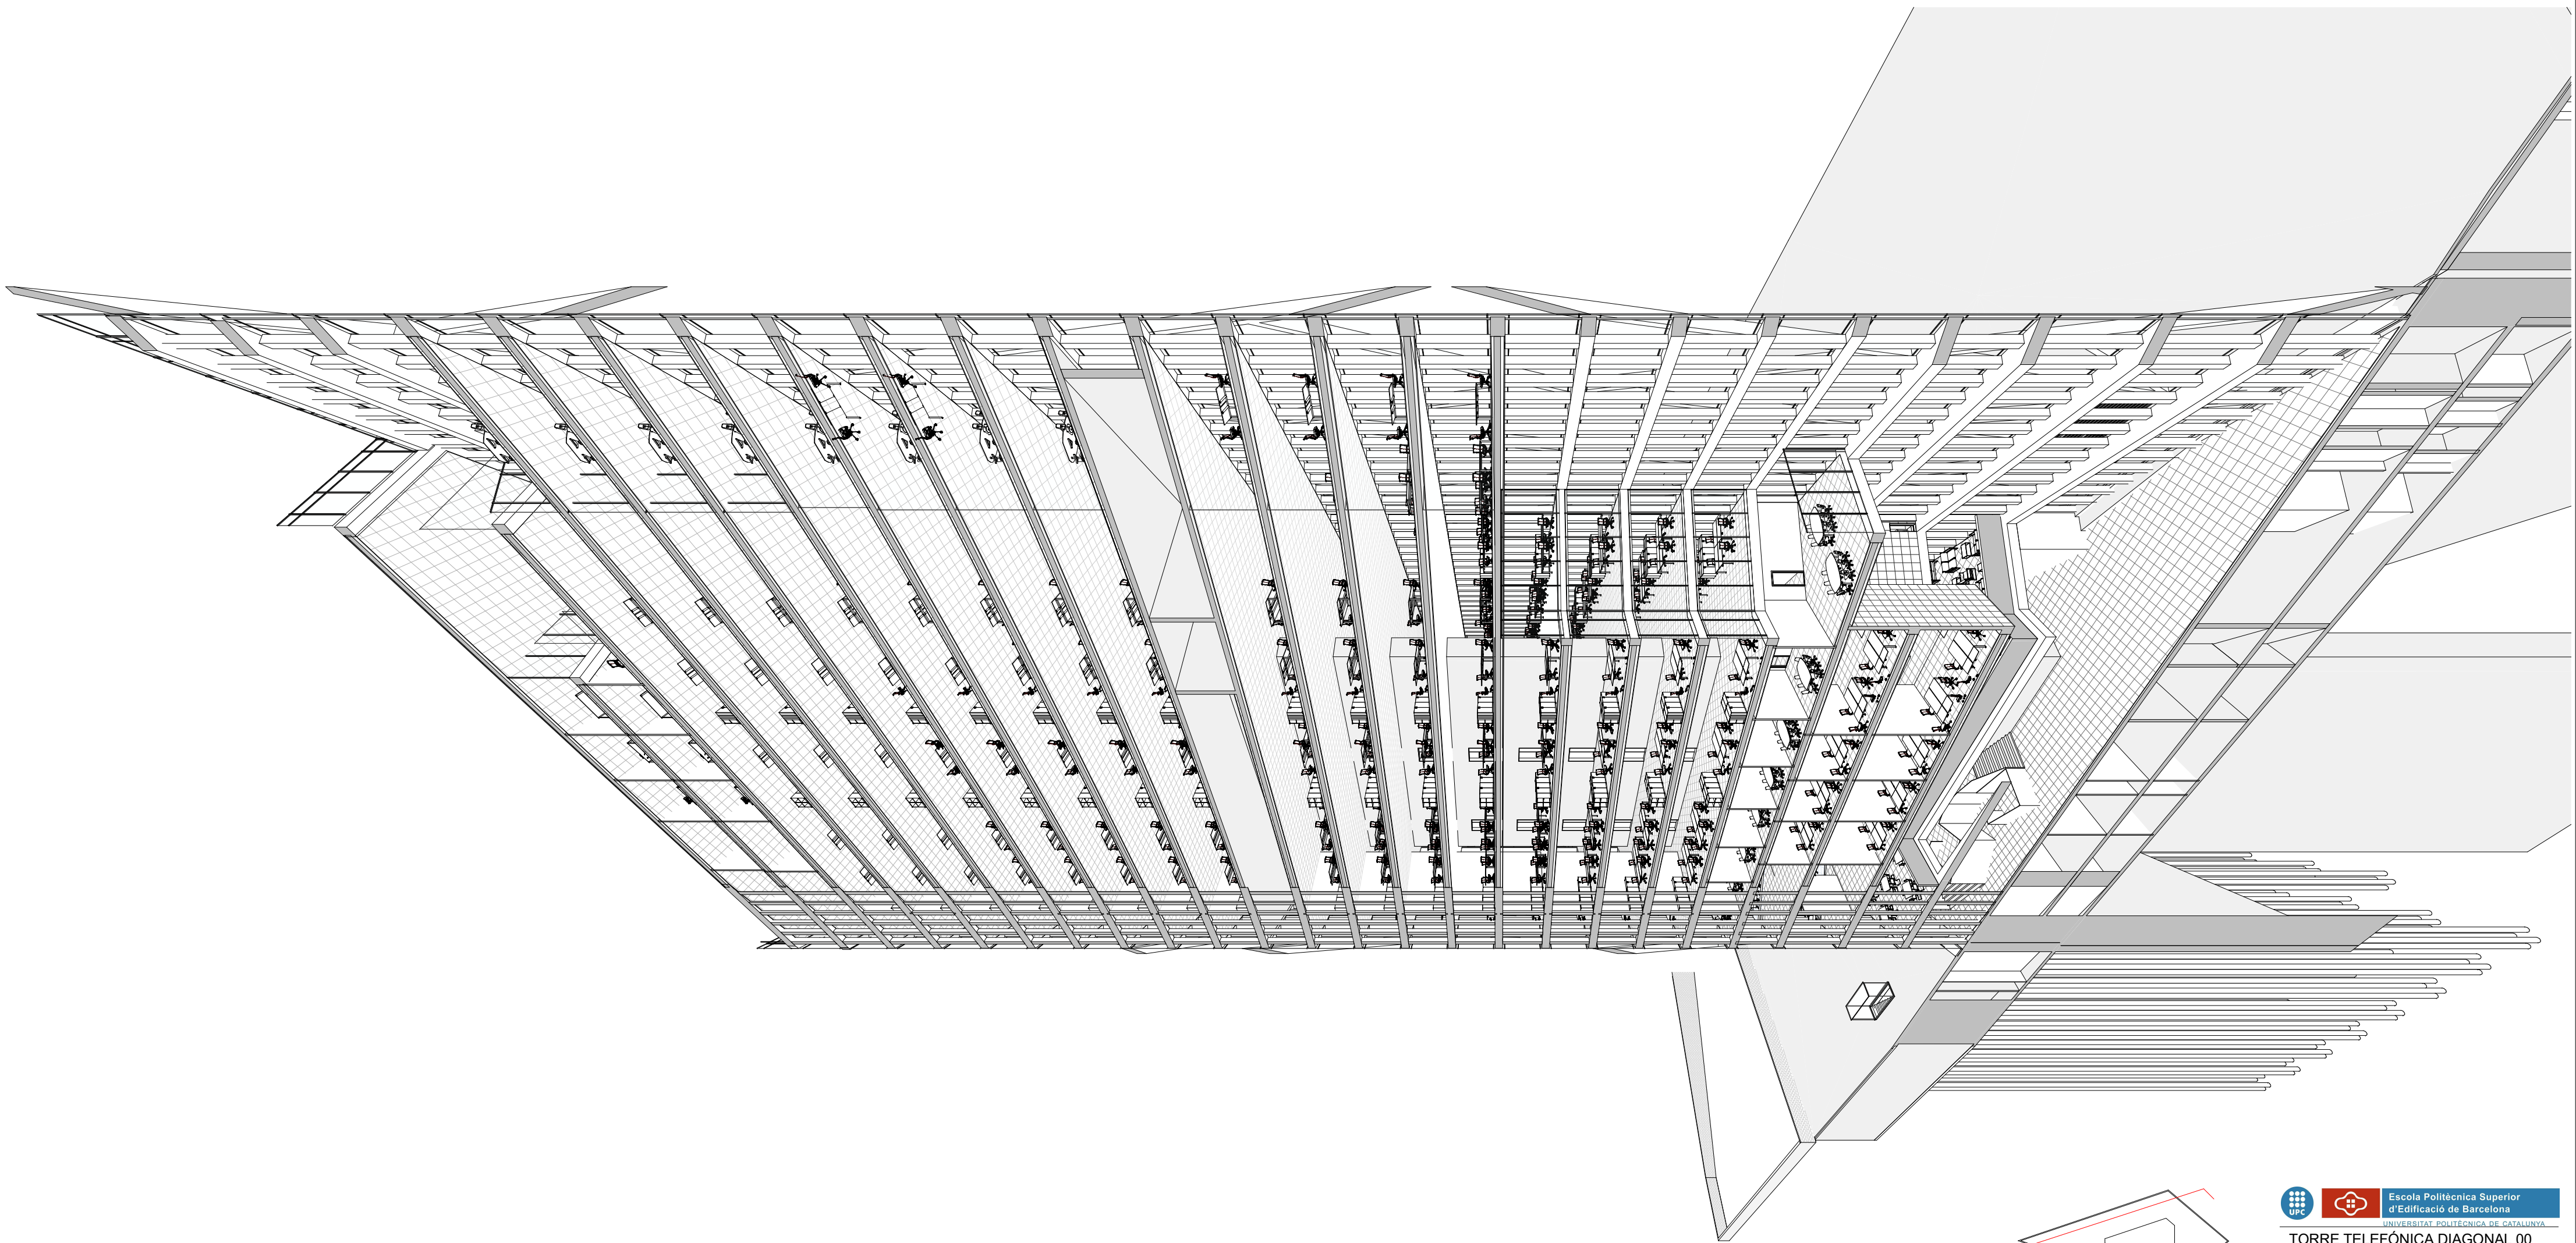 UPC
Escola Politècnica Superior
d'Edificació de Barcelona
UNIVERSITAT POLITÈCNICA DE CATALUNYA
TORRE TELEFÓNICA DIAGONAL 00